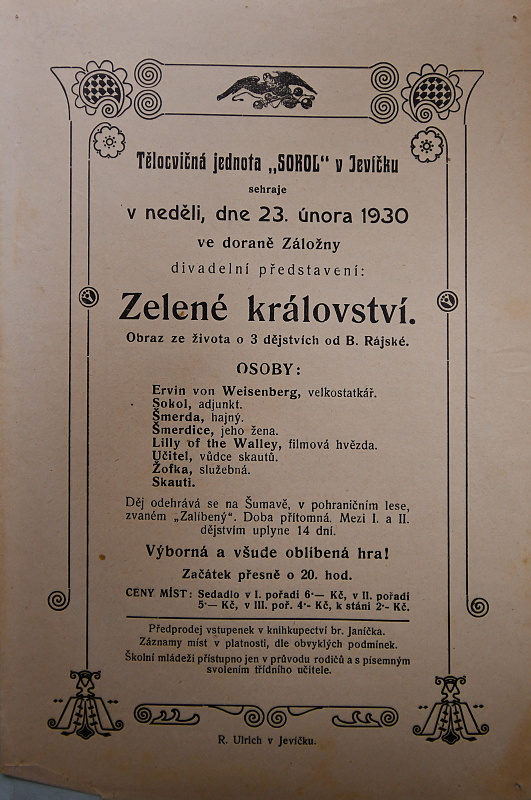 Tělocvičná jednota „SOKOL" v Jevíčku
sehraje
v neděli, dne 23. února 1930
ve doraně Záložny
divadelní představení:
Zelené království.
Obraz ze života o 3 dějstvích od B. Rájské.
OSOBY:
Ervin von Weisenberg, velkostatkář.
Sokol, adjunkt.
Šmerda, hajný.
Šmerdice, jeho žena.
Lilly of the Walley, filmová hvězda.
Učitel, vůdce skautů.
Žofka, služebná.
Skauti.
Děj odehrává se na Šumavě, v pohraničním lese,
zvaném „Zalíbený". Doba přítomná. Mezi I. a II.
dějstvím uplyne 14 dní.
Výborná a všude oblíbená hra!
Začátek přesně o 20. hod.
CENY MÍST: Sedadlo v I. pořadí 6·— Kč, v II. pořadí
5·— Kč, v III. poř. 4·- Kč, k stání 2·- Kč.
Předprodej vstupenek v knihkupectví br. Janíčka.
Záznamy míst v platnosti, dle obvyklých podmínek.
Školní mládeži přístupno jen v průvodu rodičů a s písemným
svolením třídního učitele.
R. Ulrich v Jevíčku.